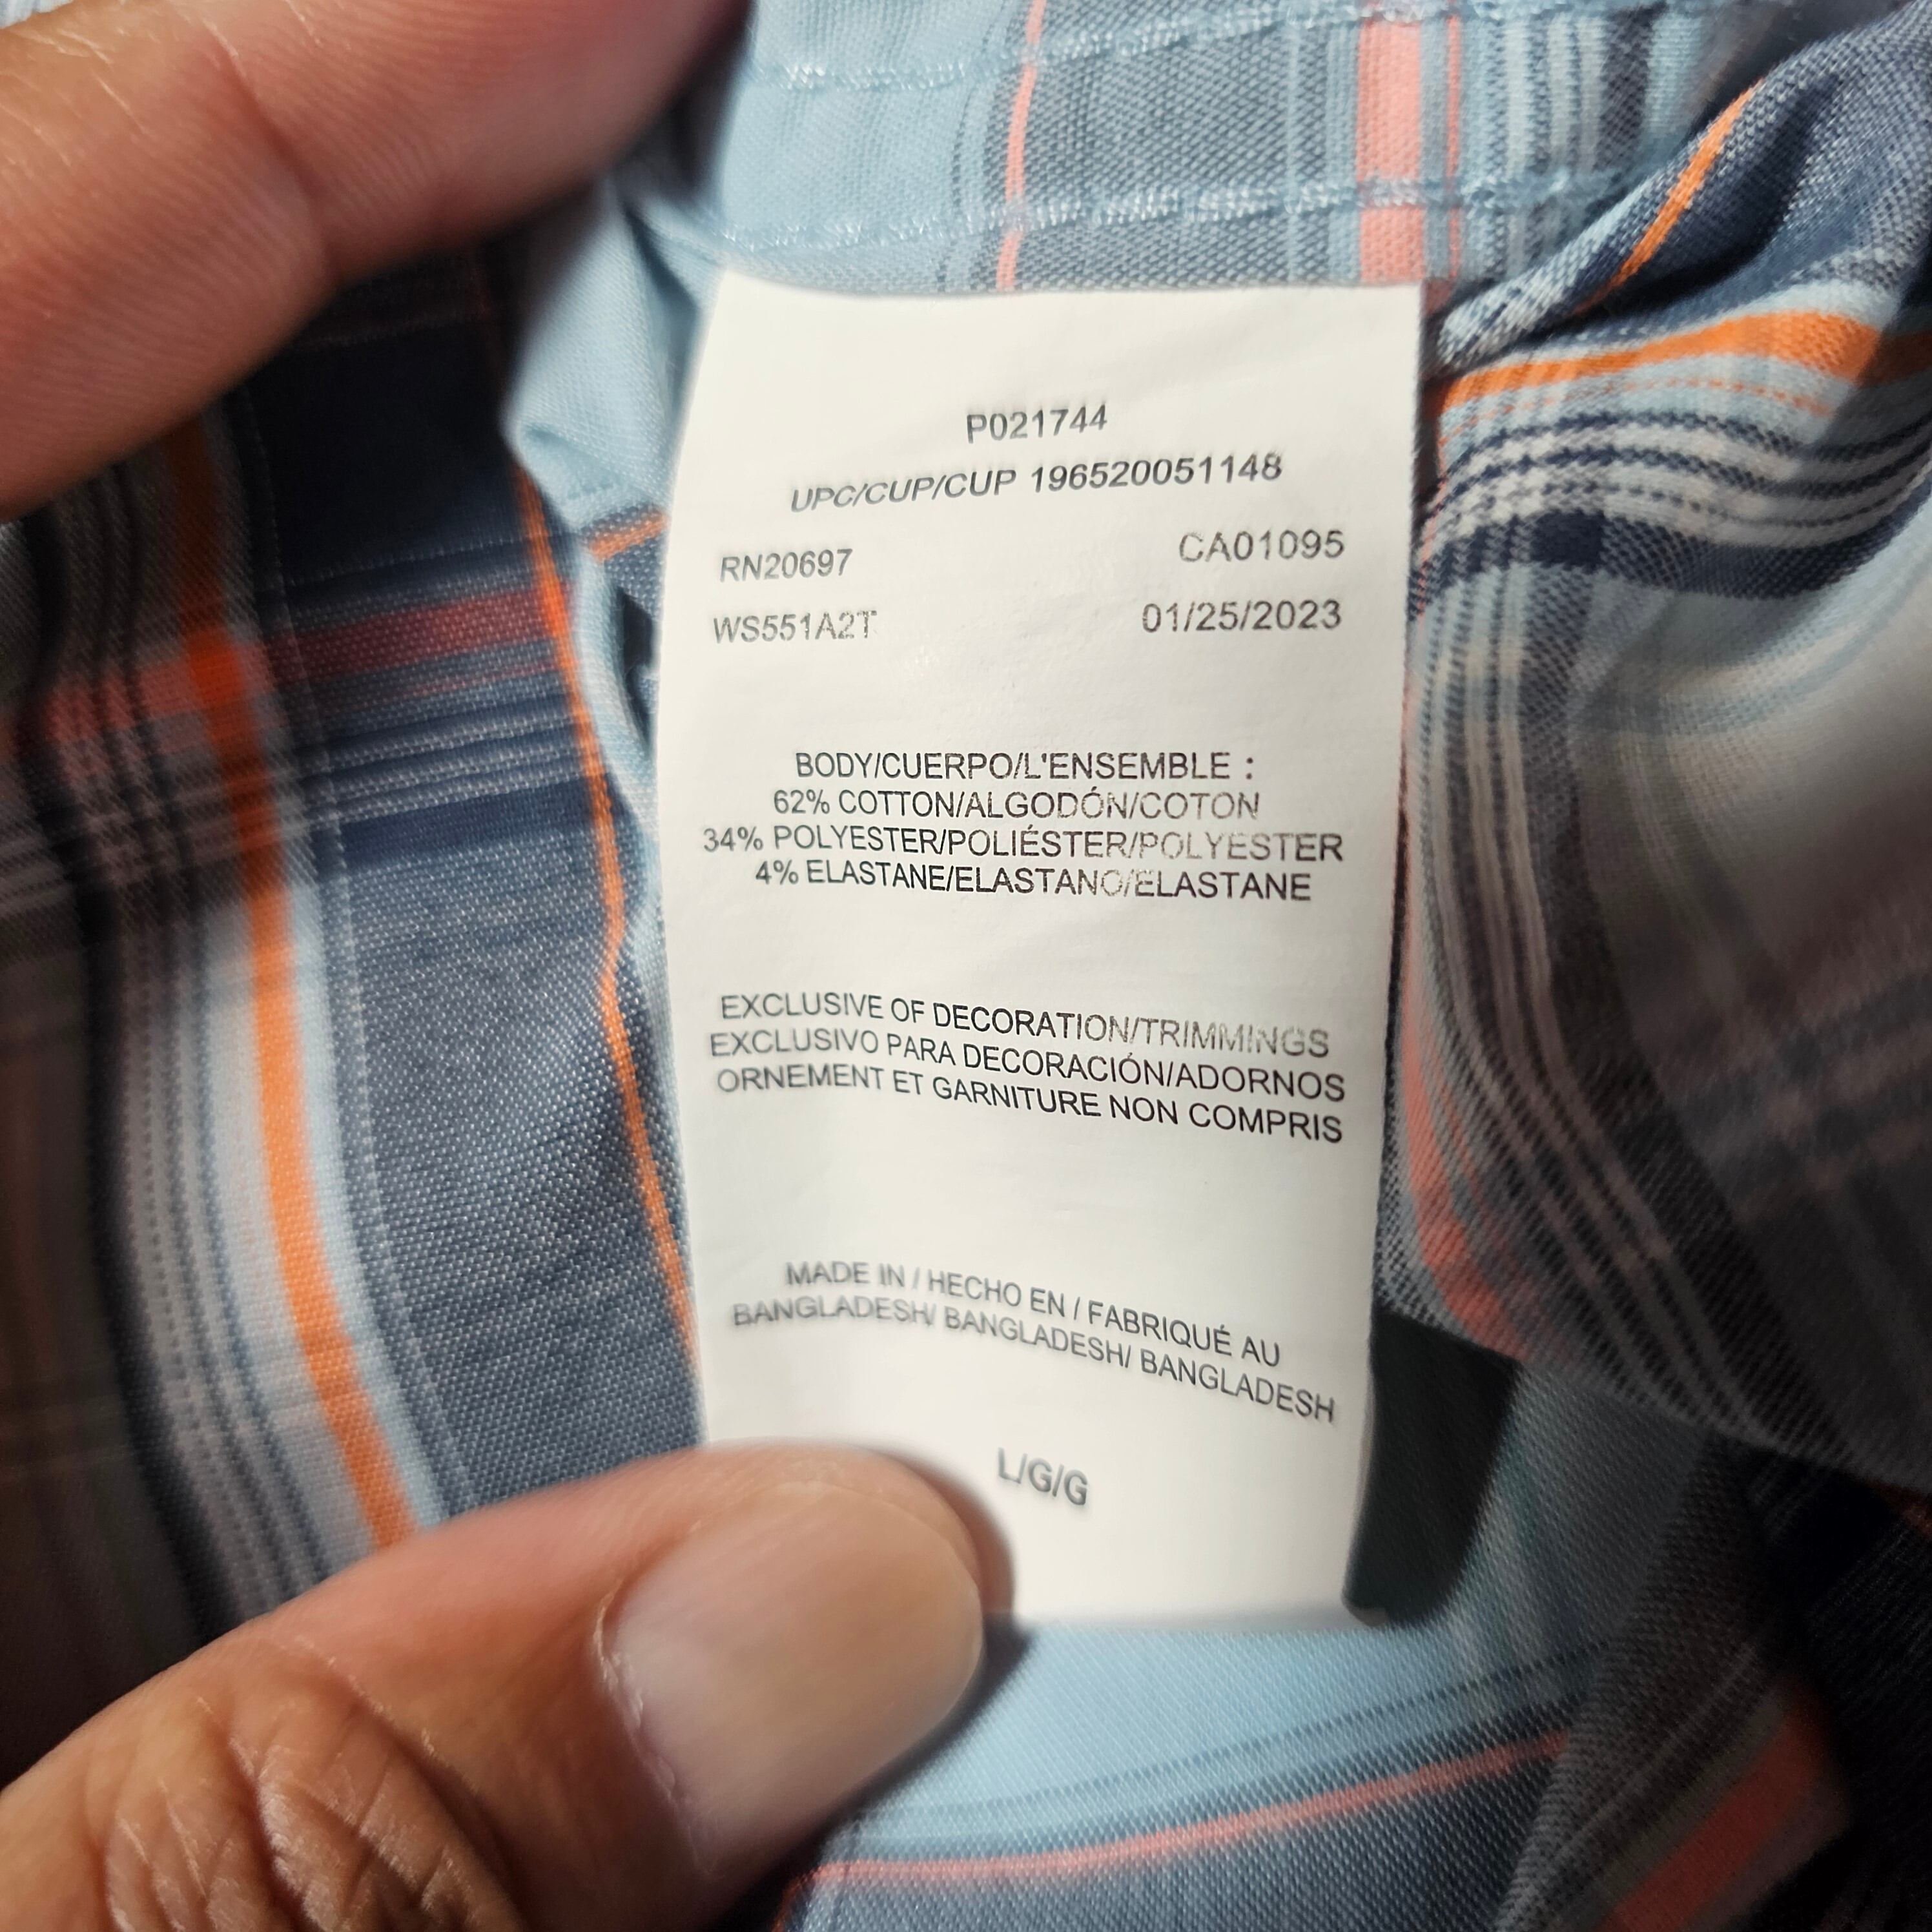 P021744
UPC/CUP/CUP 196520051148
RN20697 CA01095
WS551A2T 01/25/2023
BODY/CUERPO/L'ENSEMBLE :
62% COTTON/ALGODÓN/COTON
34% POLYESTER/POLIÉSTER/POLYESTER
4% ELASTANE/ELASTANO/ELASTANE
EXCLUSIVE OF DECORATION/TRIMMINGS
EXCLUSIVO PARA DECORACIÓN/ADORNOS
ORNEMENT ET GARNITURE NON COMPRIS
MADE IN / HECHO EN / FABRIQUÉ AU
BANGLADESH/ BANGLADESH/ BANGLADESH
L/G/G